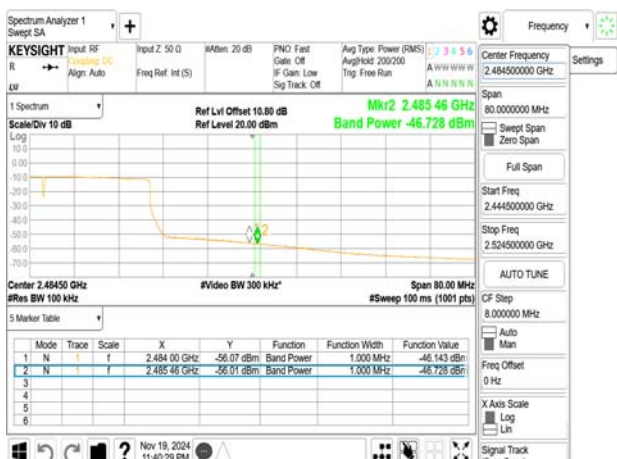 Spectrum Analyzer 1
Swept SA
Frequency
KEYSIGHT
R
Input: RF
Coupling: DC
Align: Auto
Input Z: 50 Ω
Freq Ref: Int (S)
#Atten: 20 dB
PNO: Fast
Gate: Off
IF Gain: Low
Sig Track: Off
Avg Type: Power (RMS)
Avg|Hold: 200/200
Trig: Free Run
1 2 3 4 5 6
A W W W W W
A N N N N N
Center Frequency
2.484500000 GHz
Settings
Span
80.0000000 MHz
Swept Span
Zero Span
Full Span
Start Freq
2.444500000 GHz
Stop Freq
2.524500000 GHz
AUTO TUNE
CF Step
8.000000 MHz
Auto
Man
Freq Offset
0 Hz
X Axis Scale
Log
Lin
Signal Track
1 Spectrum
Scale/Div 10 dB
Ref Lvl Offset 10.80 dB
Ref Level 20.00 dBm
Mkr2 2.485 46 GHz
Band Power -46.728 dBm
Log
10.0
0.00
-10.0
-20.0
-30.0
-40.0
-50.0
-60.0
-70.0
2
Center 2.48450 GHz
#Res BW 100 kHz
#Video BW 300 kHz*
Span 80.00 MHz
#Sweep 100 ms (1001 pts)
5 Marker Table
Mode Trace Scale X Y Function Function Width Function Value
1 N 1 f 2.484 00 GHz -56.07 dBm Band Power 1.000 MHz -46.143 dBm
2 N 1 f 2.485 46 GHz -56.01 dBm Band Power 1.000 MHz -46.728 dBm
3
4
5
6
?
Nov 19, 2024
11:40:29 PM